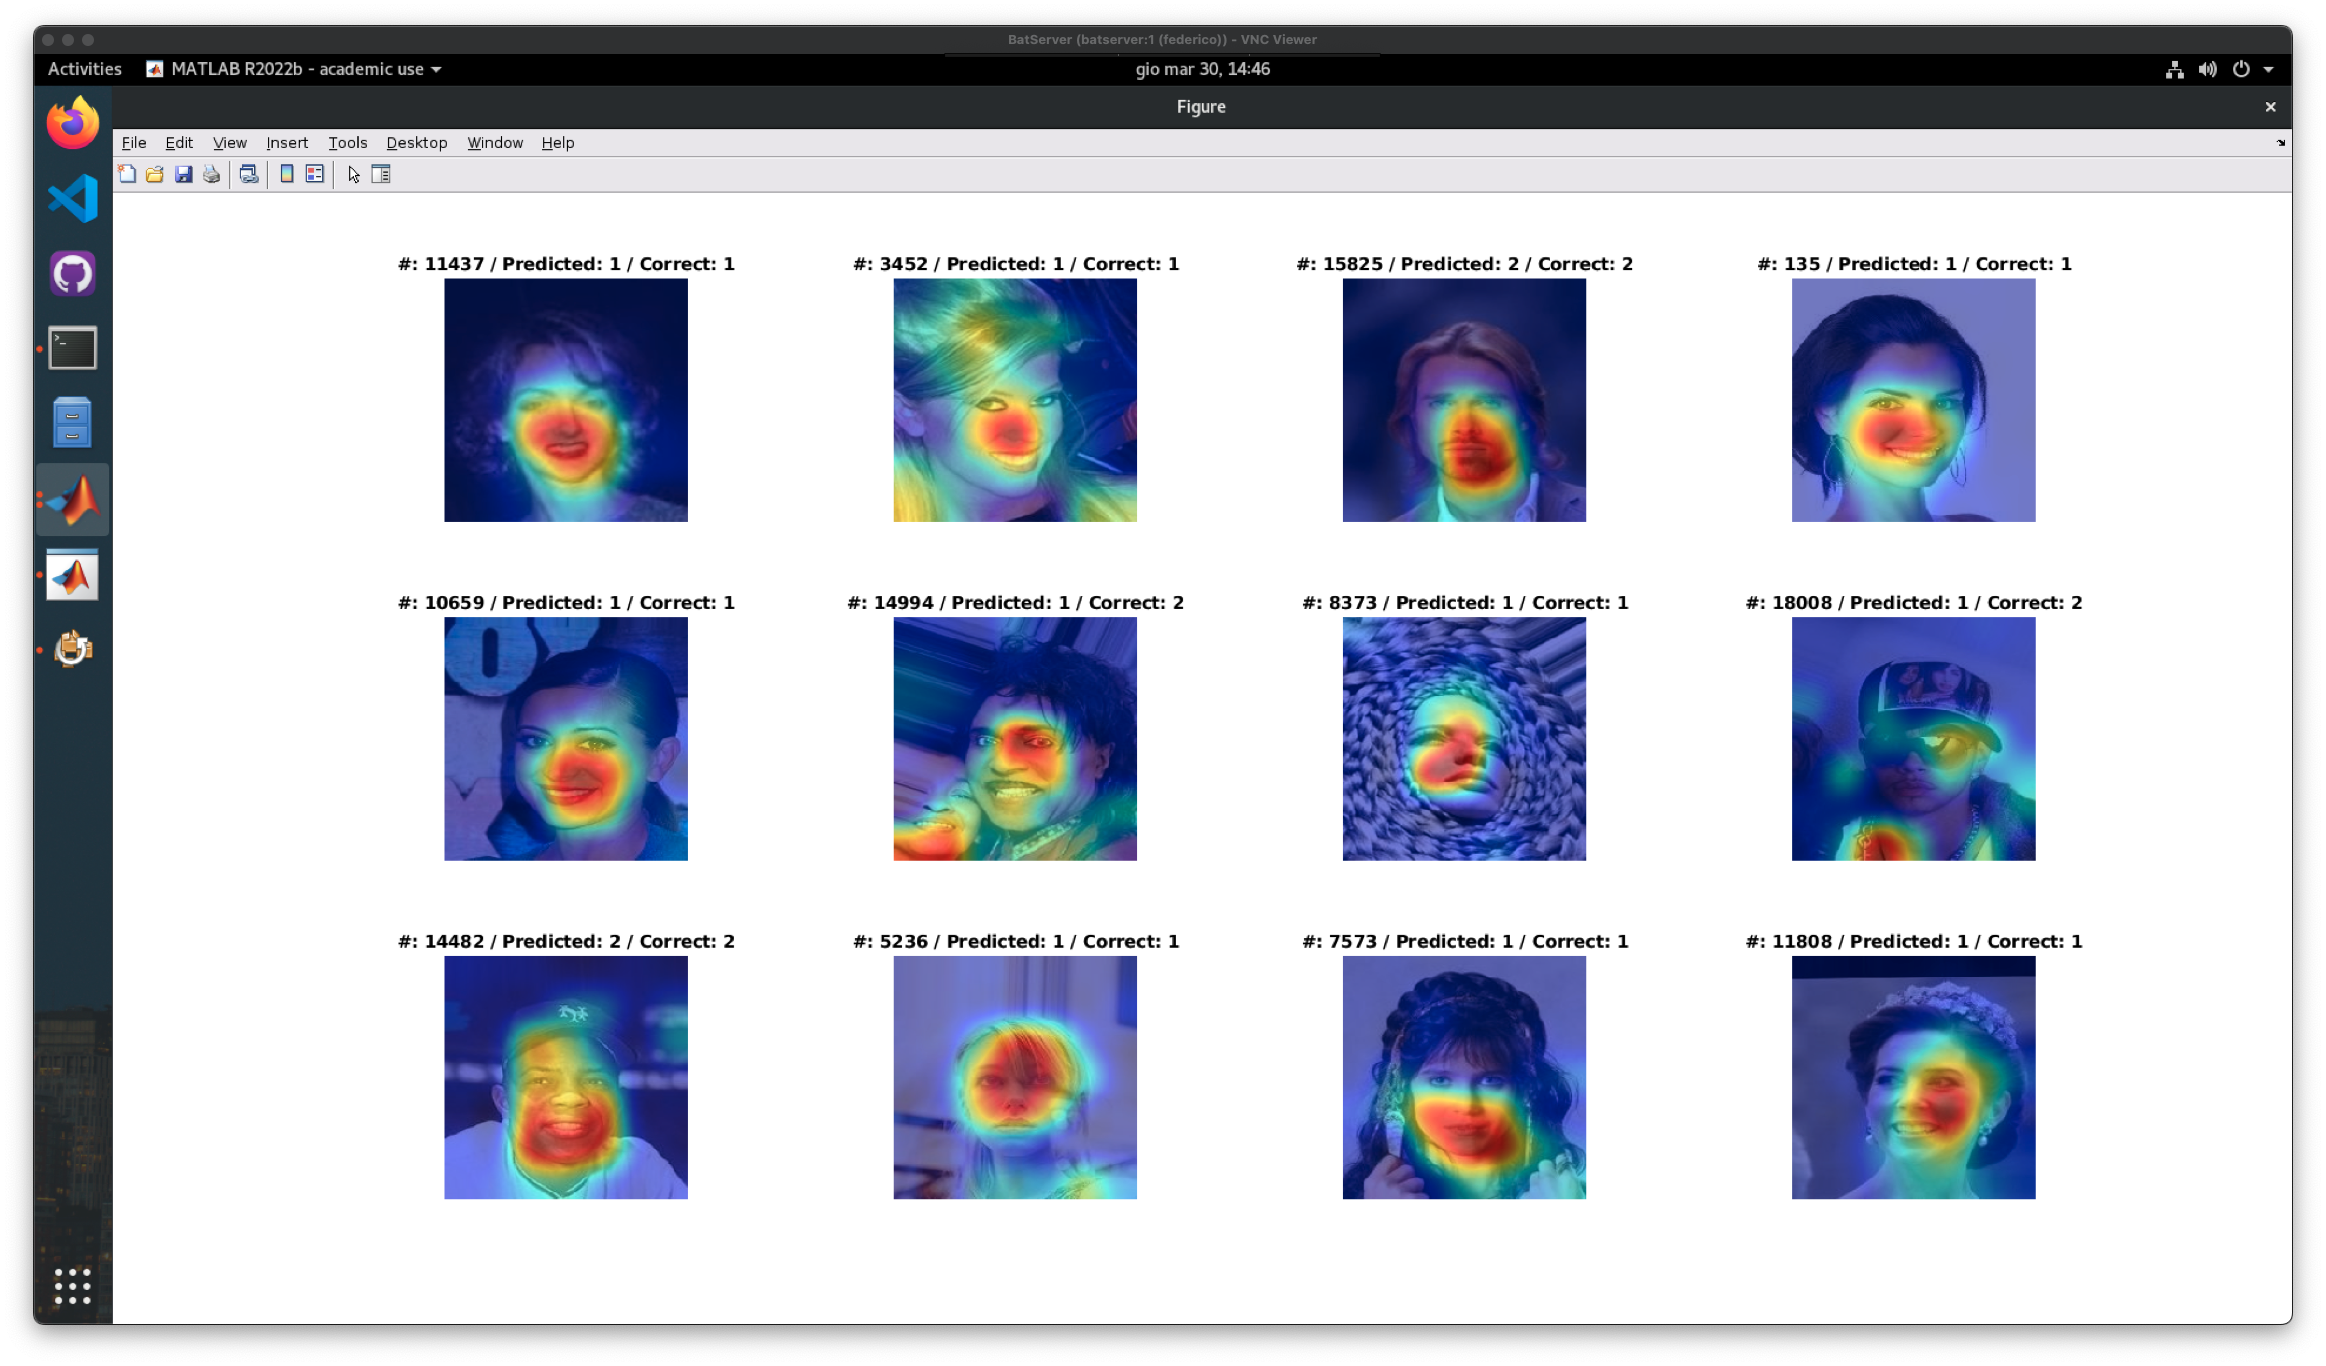 BatServer (batserver:1 (federico)) - VNC Viewer
Activities MATLAB R2022b - academic use gio mar 30, 14:46
Figure
File Edit View Insert Tools Desktop Window Help
#: 11437 / Predicted: 1 / Correct: 1 #: 3452 / Predicted: 1 / Correct: 1 #: 15825 / Predicted: 2 / Correct: 2 #: 135 / Predicted: 1 / Correct: 1
#: 10659 / Predicted: 1 / Correct: 1 #: 14994 / Predicted: 1 / Correct: 2 #: 8373 / Predicted: 1 / Correct: 1 #: 18008 / Predicted: 1 / Correct: 2
#: 14482 / Predicted: 2 / Correct: 2 #: 5236 / Predicted: 1 / Correct: 1 #: 7573 / Predicted: 1 / Correct: 1 #: 11808 / Predicted: 1 / Correct: 1